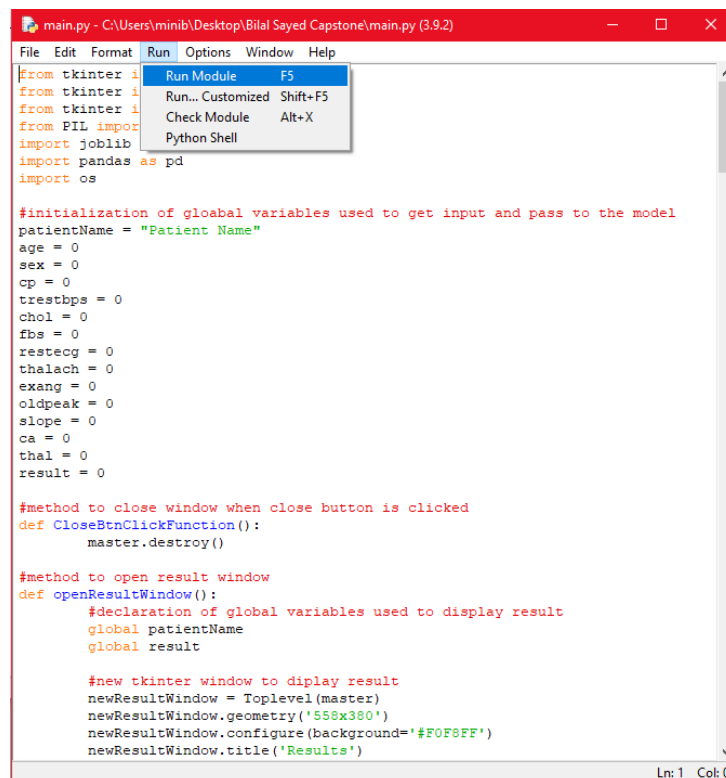 main.py - C:\Users\minib\Desktop\Bilal Sayed Capstone\main.py (3.9.2)
File Edit Format Run Options Window Help
from tkinter i
from tkinter i
from tkinter i
from PIL impor
import joblib
import pandas as pd
import os
Run Module F5
Run... Customized Shift+F5
Check Module Alt+X
Python Shell
#initialization of gloabal variables used to get input and pass to the model
patientName = "Patient Name"
age = 0
sex = 0
cp = 0
trestbps = 0
chol = 0
fbs = 0
restecg = 0
thalach = 0
exang = 0
oldpeak = 0
slope = 0
ca = 0
thal = 0
result = 0
#method to close window when close button is clicked
def CloseBtnClickFunction():
master.destroy()
#method to open result window
def openResultWindow():
#declaration of global variables used to display result
global patientName
global result
#new tkinter window to diplay result
newResultWindow = Toplevel(master)
newResultWindow.geometry('558x380')
newResultWindow.configure(background='#F0F8FF')
newResultWindow.title('Results')
Ln: 1 Col: 0